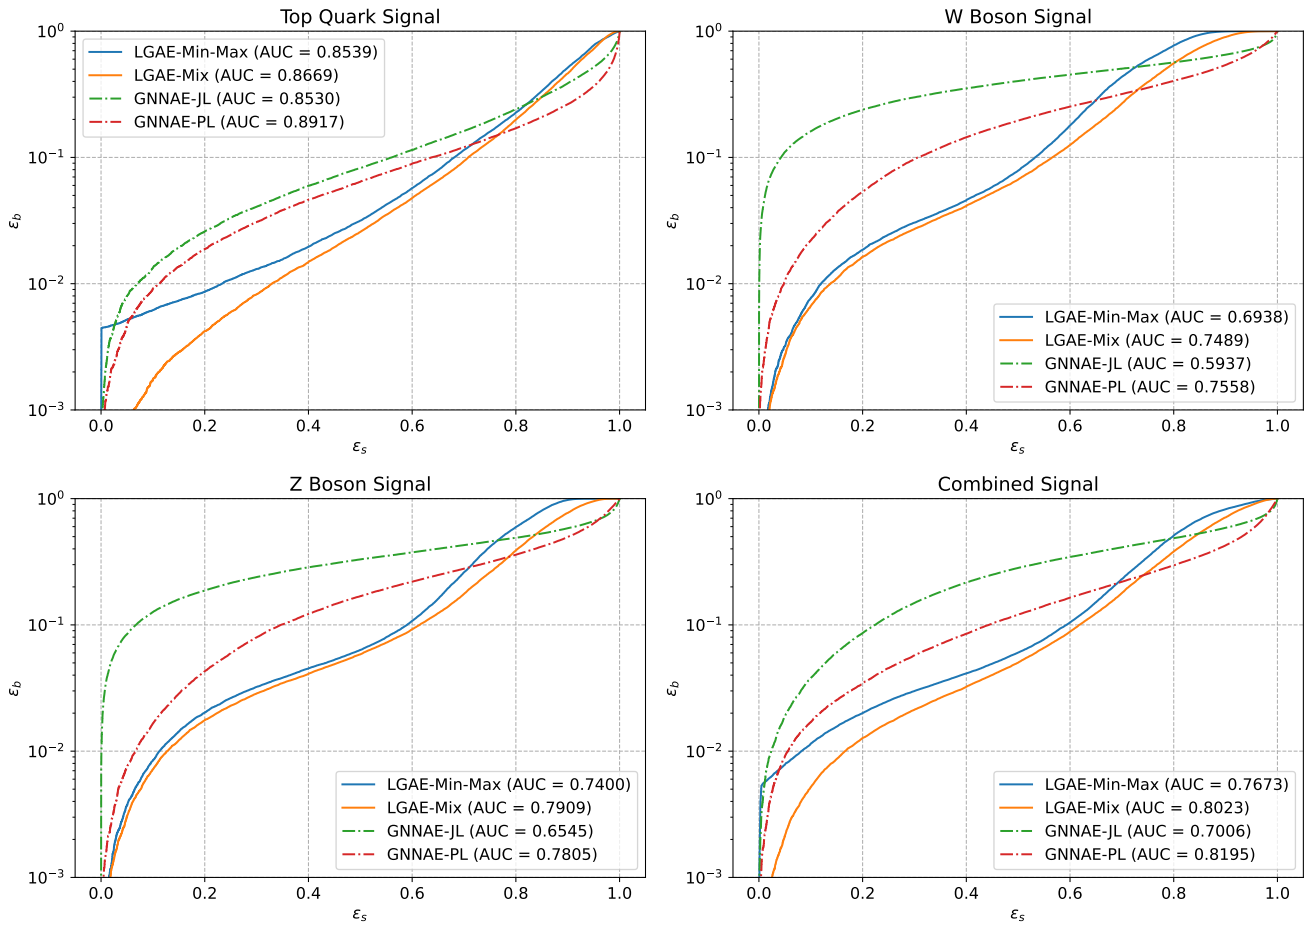 Top Quark Signal
10⁰
10⁻¹
10⁻²
10⁻³
ε_b
LGAE-Min-Max (AUC = 0.8539)
LGAE-Mix (AUC = 0.8669)
GNNAE-JL (AUC = 0.8530)
GNNAE-PL (AUC = 0.8917)
0.0 0.2 0.4 0.6 0.8 1.0
ε_s
W Boson Signal
10⁰
10⁻¹
10⁻²
10⁻³
ε_b
LGAE-Min-Max (AUC = 0.6938)
LGAE-Mix (AUC = 0.7489)
GNNAE-JL (AUC = 0.5937)
GNNAE-PL (AUC = 0.7558)
0.0 0.2 0.4 0.6 0.8 1.0
ε_s
Z Boson Signal
10⁰
10⁻¹
10⁻²
10⁻³
ε_b
LGAE-Min-Max (AUC = 0.7400)
LGAE-Mix (AUC = 0.7909)
GNNAE-JL (AUC = 0.6545)
GNNAE-PL (AUC = 0.7805)
0.0 0.2 0.4 0.6 0.8 1.0
ε_s
Combined Signal
10⁰
10⁻¹
10⁻²
10⁻³
ε_b
LGAE-Min-Max (AUC = 0.7673)
LGAE-Mix (AUC = 0.8023)
GNNAE-JL (AUC = 0.7006)
GNNAE-PL (AUC = 0.8195)
0.0 0.2 0.4 0.6 0.8 1.0
ε_s